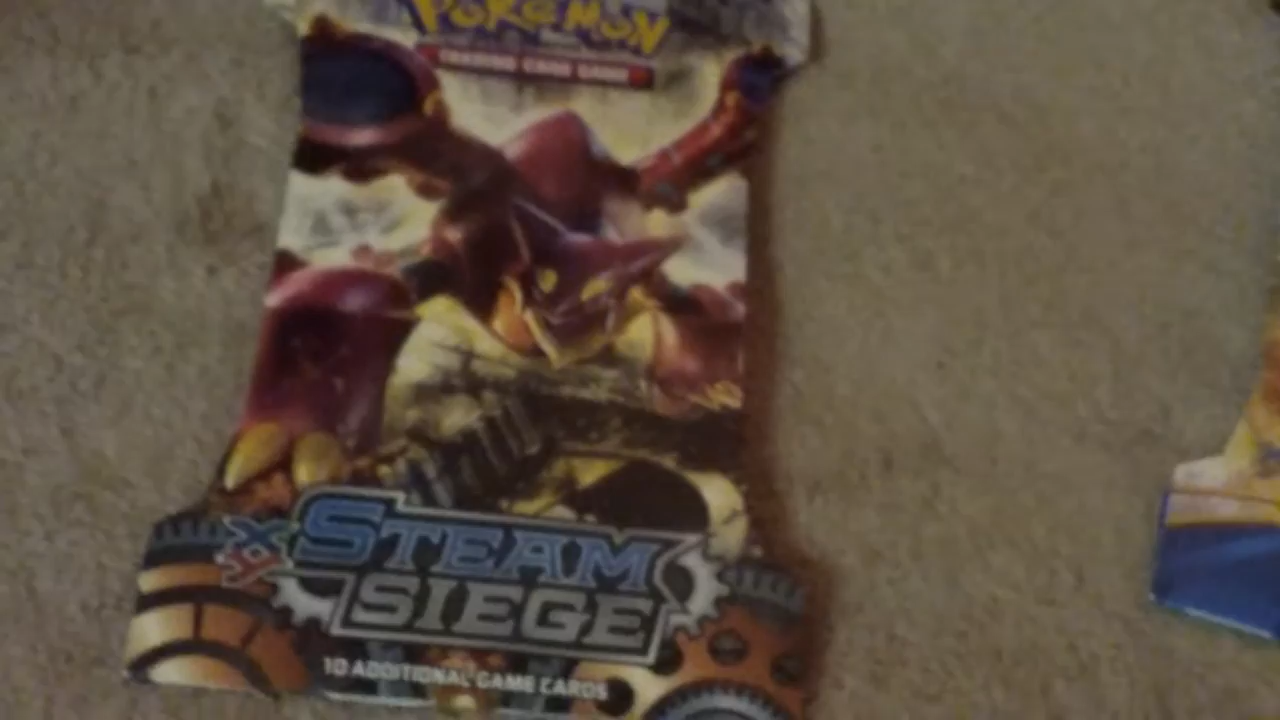 POKéMON
TRADING CARD GAME
XY STEAM
SIEGE
10 ADDITIONAL GAME CARDS